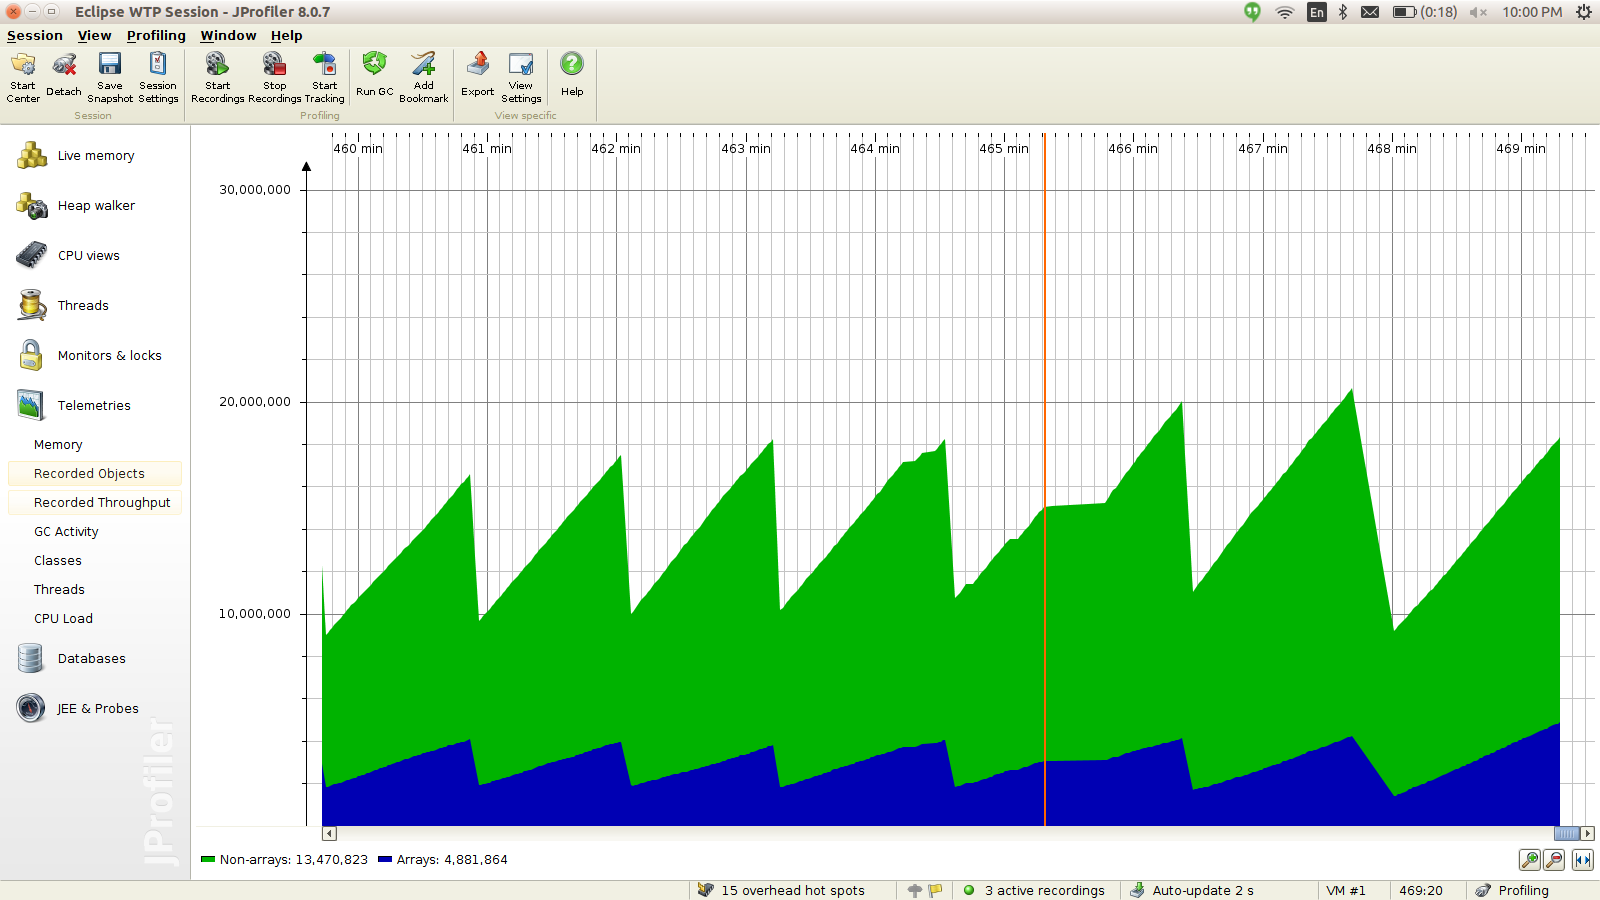 Eclipse WTP Session - JProfiler 8.0.7
En (0:18) 10:00 PM
Session View Profiling Window Help
Start Center Detach Save Snapshot Session Settings Start Recordings Stop Recordings Start Tracking Run GC Add Bookmark Export View Settings Help
Session Profiling View specific
Live memory
Heap walker
CPU views
Threads
Monitors & locks
Telemetries
Memory
Recorded Objects
Recorded Throughput
GC Activity
Classes
Threads
CPU Load
Databases
JEE & Probes
JProfiler
460 min 461 min 462 min 463 min 464 min 465 min 466 min 467 min 468 min 469 min
30,000,000
20,000,000
10,000,000
Non-arrays: 13,470,823 Arrays: 4,881,864
15 overhead hot spots 3 active recordings Auto-update 2 s VM #1 469:20 Profiling